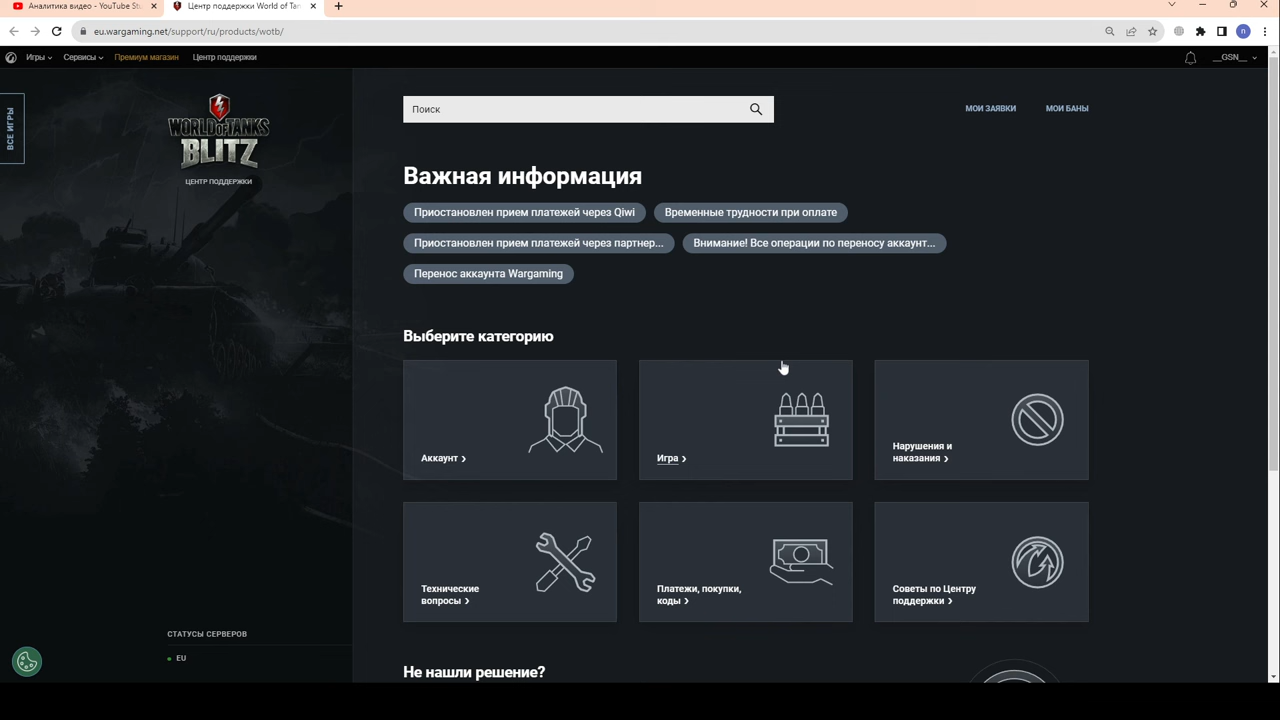 Аналитика видео - YouTube Stu
Центр поддержки World of Tan
eu.wargaming.net/support/ru/products/wotb/
n
Игры
Сервисы
Премиум магазин
Центр поддержки
__GSN__
ВСЕ ИГРЫ
WORLD OF TANKS
BLITZ
ЦЕНТР ПОДДЕРЖКИ
Поиск
МОИ ЗАЯВКИ
МОИ БАНЫ
Важная информация
Приостановлен прием платежей через Qiwi
Временные трудности при оплате
Приостановлен прием платежей через партнер...
Внимание! Все операции по переносу аккаунт...
Перенос аккаунта Wargaming
Выберите категорию
Аккаунт
Игра
Нарушения и
наказания
Технические
вопросы
Платежи, покупки,
коды
Советы по Центру
поддержки
СТАТУСЫ СЕРВЕРОВ
EU
Не нашли решение?